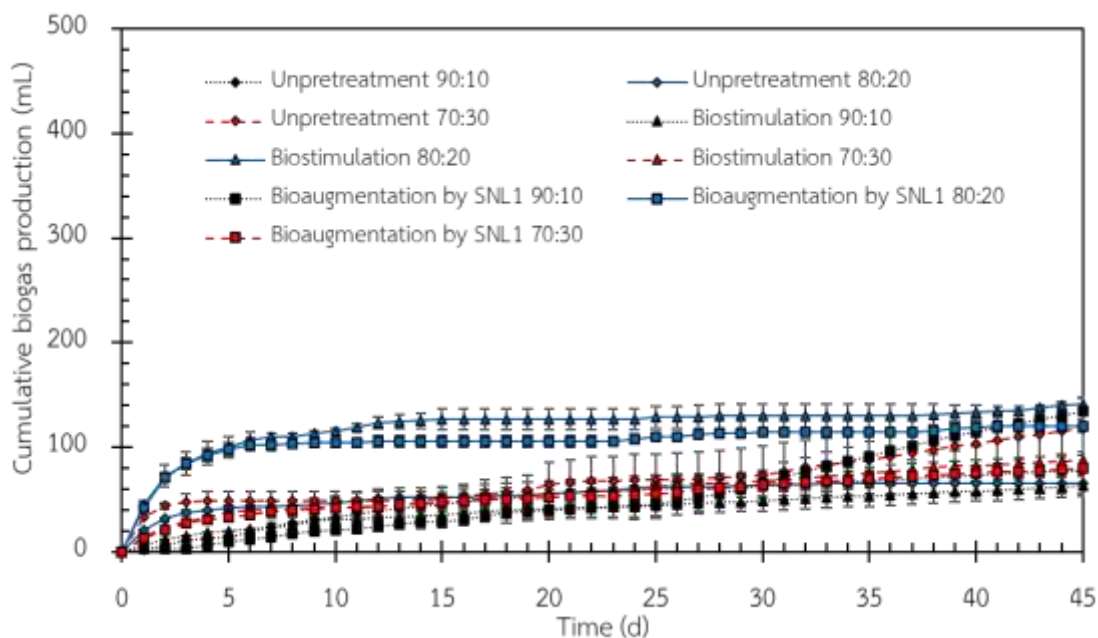 500
400
300
200
100
0
Cumulative biogas production (mL)
Unpretreatment 90:10
Unpretreatment 80:20
Unpretreatment 70:30
Biostimulation 90:10
Biostimulation 80:20
Biostimulation 70:30
Bioaugmentation by SNL1 90:10
Bioaugmentation by SNL1 80:20
Bioaugmentation by SNL1 70:30
0 5 10 15 20 25 30 35 40 45
Time (d)